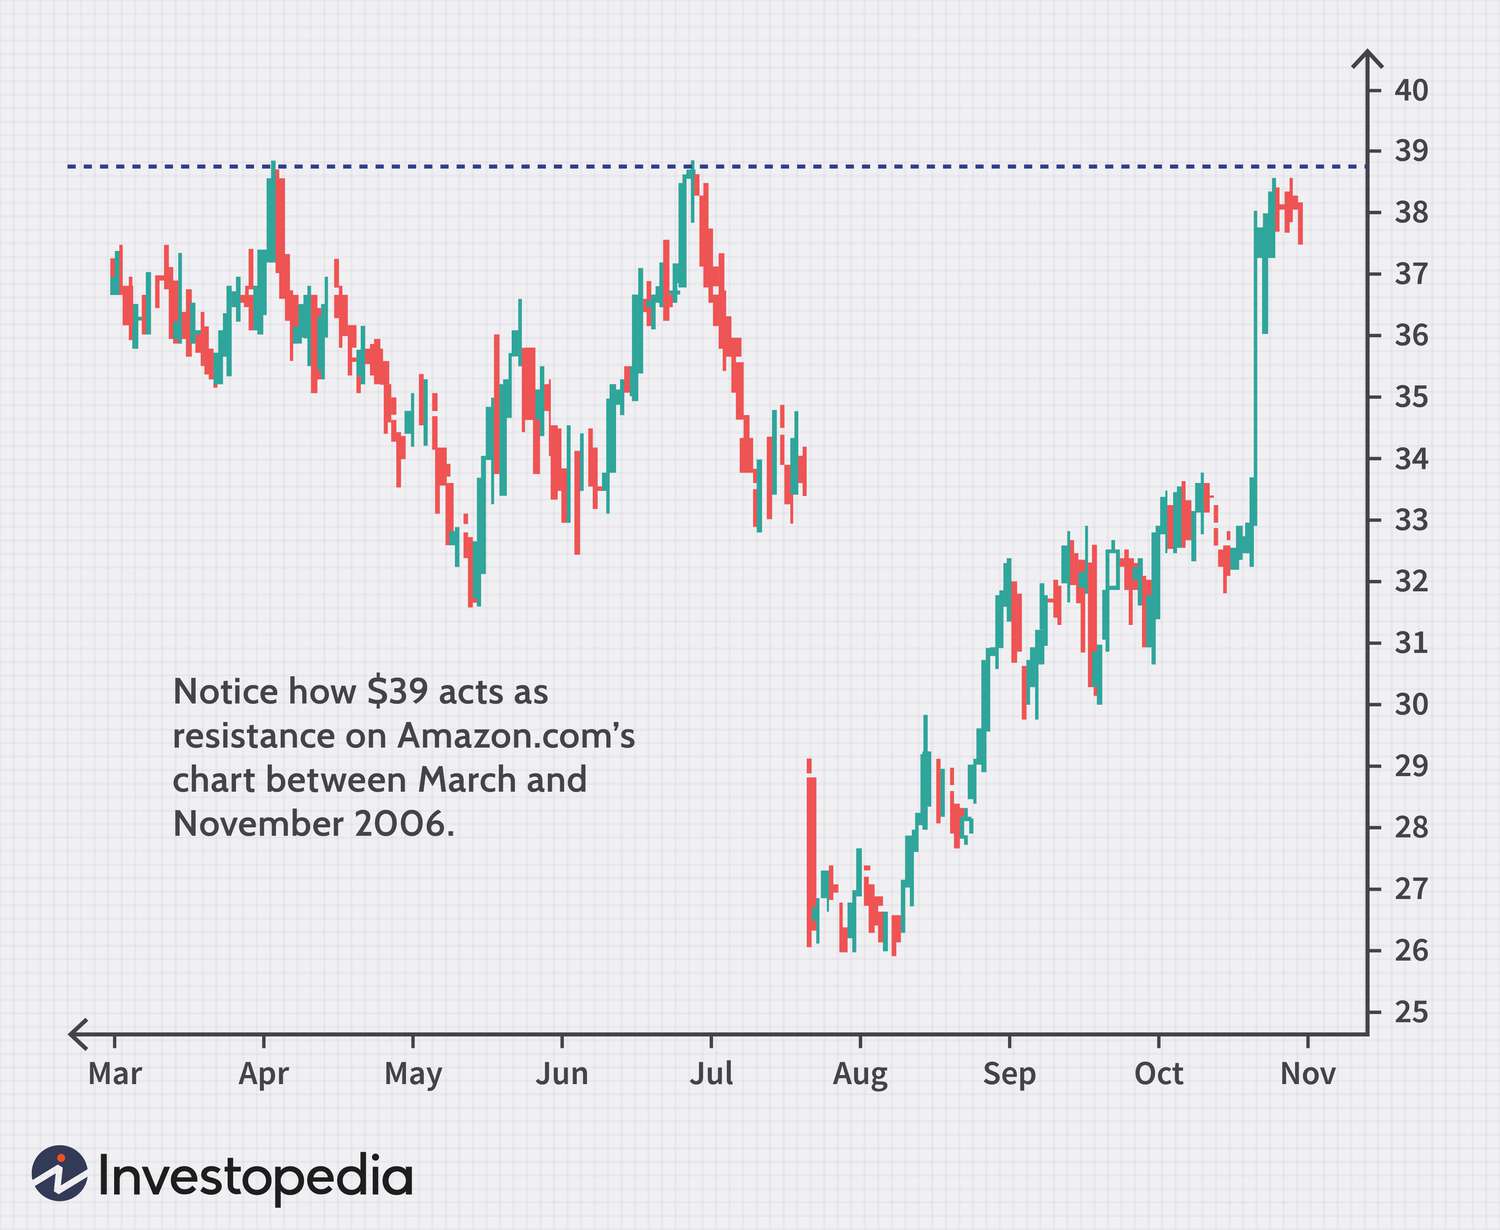 40
39
38
37
36
35
34
33
32
31
30
29
28
27
26
25
Notice how $39 acts as
resistance on Amazon.com’s
chart between March and
November 2006.
Mar Apr May Jun Jul Aug Sep Oct Nov
Investopedia